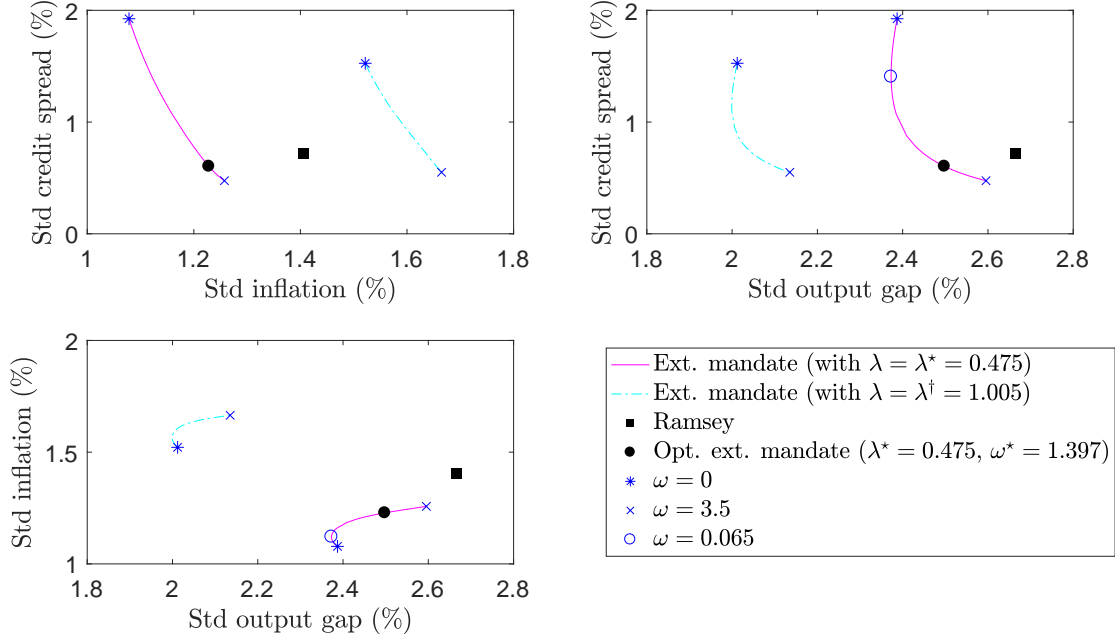 2
1
0
Std credit spread (%)
1
1.2
1.4
1.6
1.8
Std inflation (%)
2
1
0
Std credit spread (%)
1.8
2
2.2
2.4
2.6
2.8
Std output gap (%)
2
1.5
1
Std inflation (%)
1.8
2
2.2
2.4
2.6
2.8
Std output gap (%)
Ext. mandate (with λ = λ⋆ = 0.475)
Ext. mandate (with λ = λ† = 1.005)
Ramsey
Opt. ext. mandate (λ⋆ = 0.475, ω⋆ = 1.397)
ω = 0
ω = 3.5
ω = 0.065